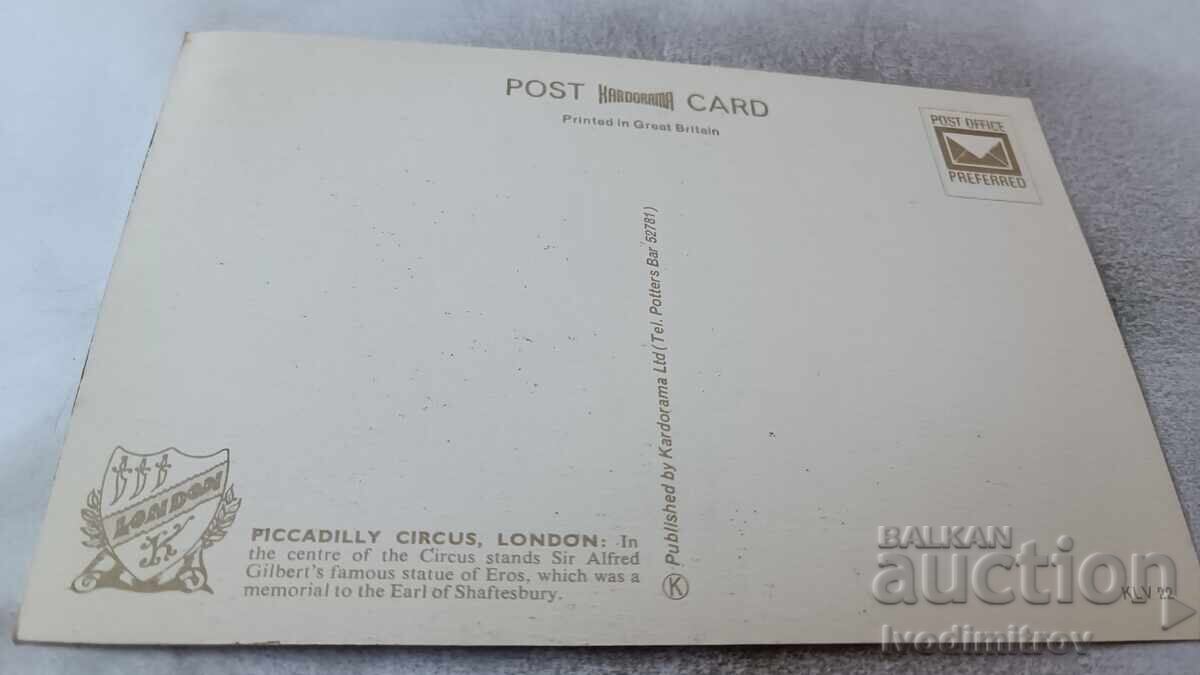 POST KARDORAMA CARD
Printed in Great Britain
POST OFFICE
PREFERRED
Published by Kardorama Ltd (Tel. Potters Bar 52781)
K
LONDON
K
PICCADILLY CIRCUS, LONDON: In
the centre of the Circus stands Sir Alfred
Gilbert's famous statue of Eros, which was a
memorial to the Earl of Shaftesbury.
KLV 22
BALKAN
auction
Ivodimitrov